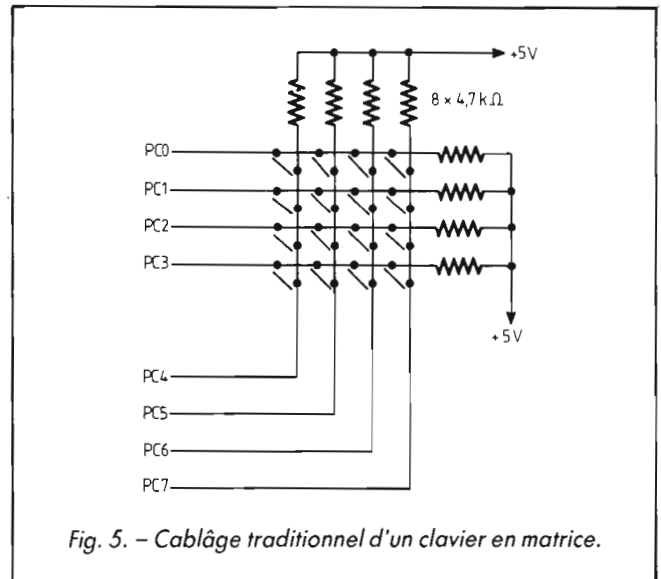 +5V
8 × 4,7 kΩ
PC0
PC1
PC2
PC3
+5V
PC4
PC5
PC6
PC7
Fig. 5. – Cablâge traditionnel d'un clavier en matrice.